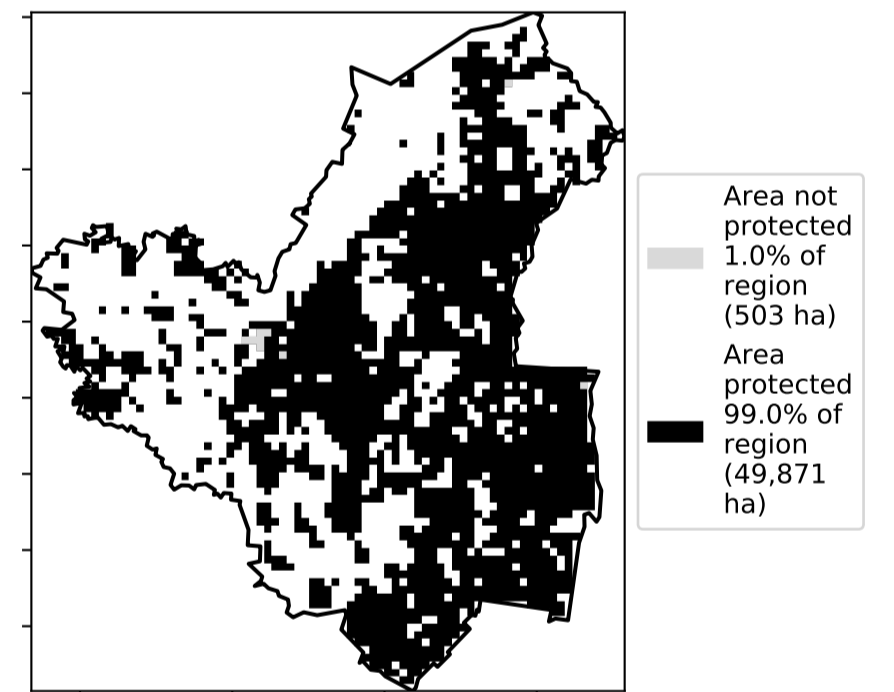 Area not
protected
1.0% of
region
(503 ha)
Area
protected
99.0% of
region
(49,871
ha)